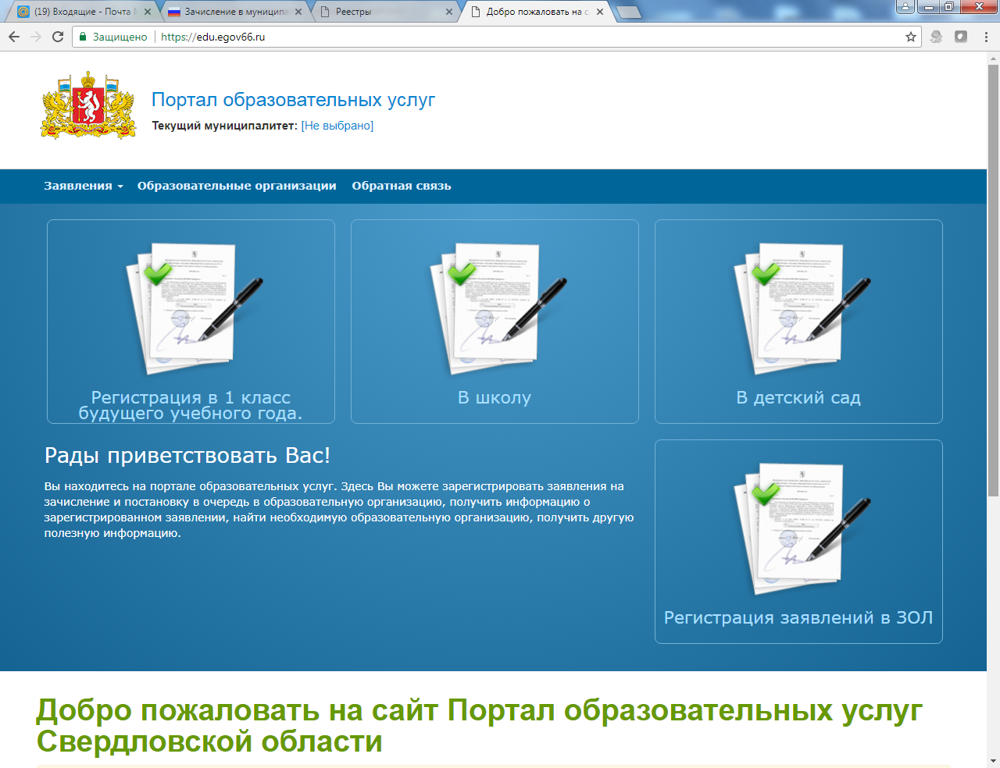 (19) Входящие - Почта
Зачисление в муниципа
Реестры
Добро пожаловать на с
Защищено
https://edu.egov66.ru
Портал образовательных услуг
Текущий муниципалитет: [Не выбрано]
Заявления
Образовательные организации
Обратная связь
Регистрация в 1 класс
будущего учебного года.
В школу
В детский сад
Рады приветствовать Вас!
Вы находитесь на портале образовательных услуг. Здесь Вы можете зарегистрировать заявления на
зачисление и постановку в очередь в образовательную организацию, получить информацию о
зарегистрированном заявлении, найти необходимую образовательную организацию, получить другую
полезную информацию.
Регистрация заявлений в ЗОЛ
Добро пожаловать на сайт Портал образовательных услуг
Свердловской области